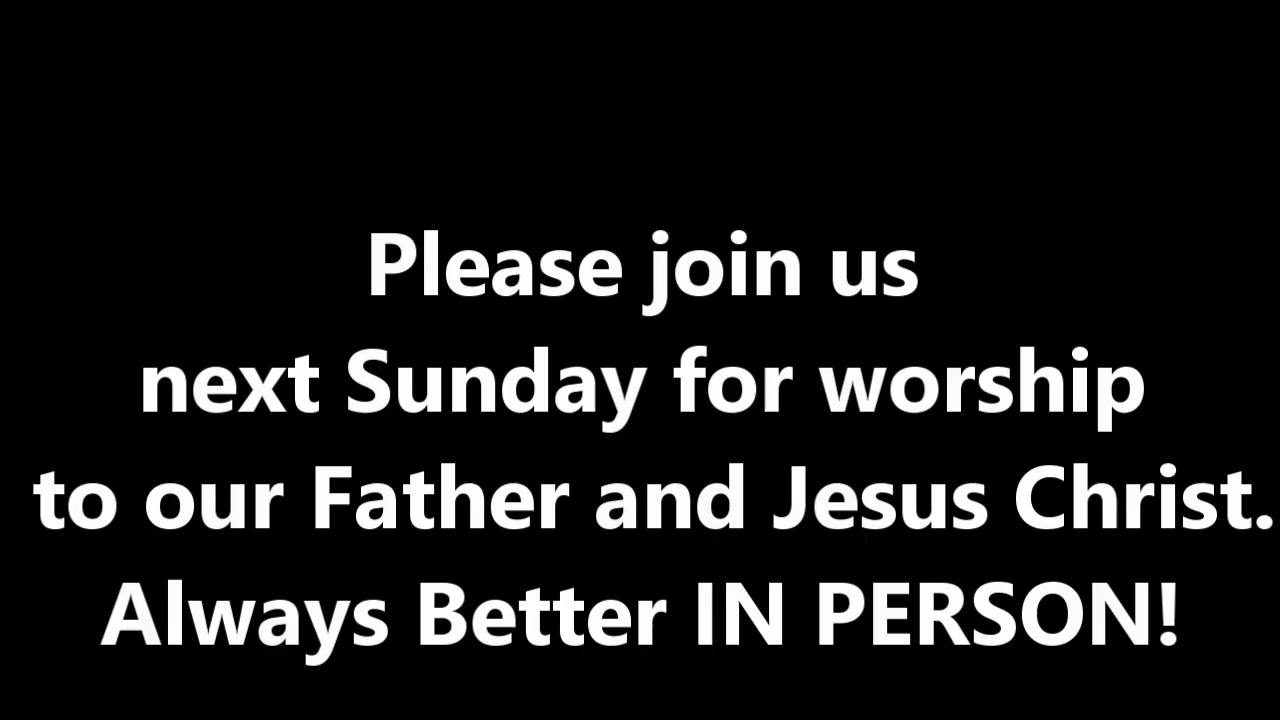 Please join us
next Sunday for worship
to our Father and Jesus Christ.
Always Better IN PERSON!